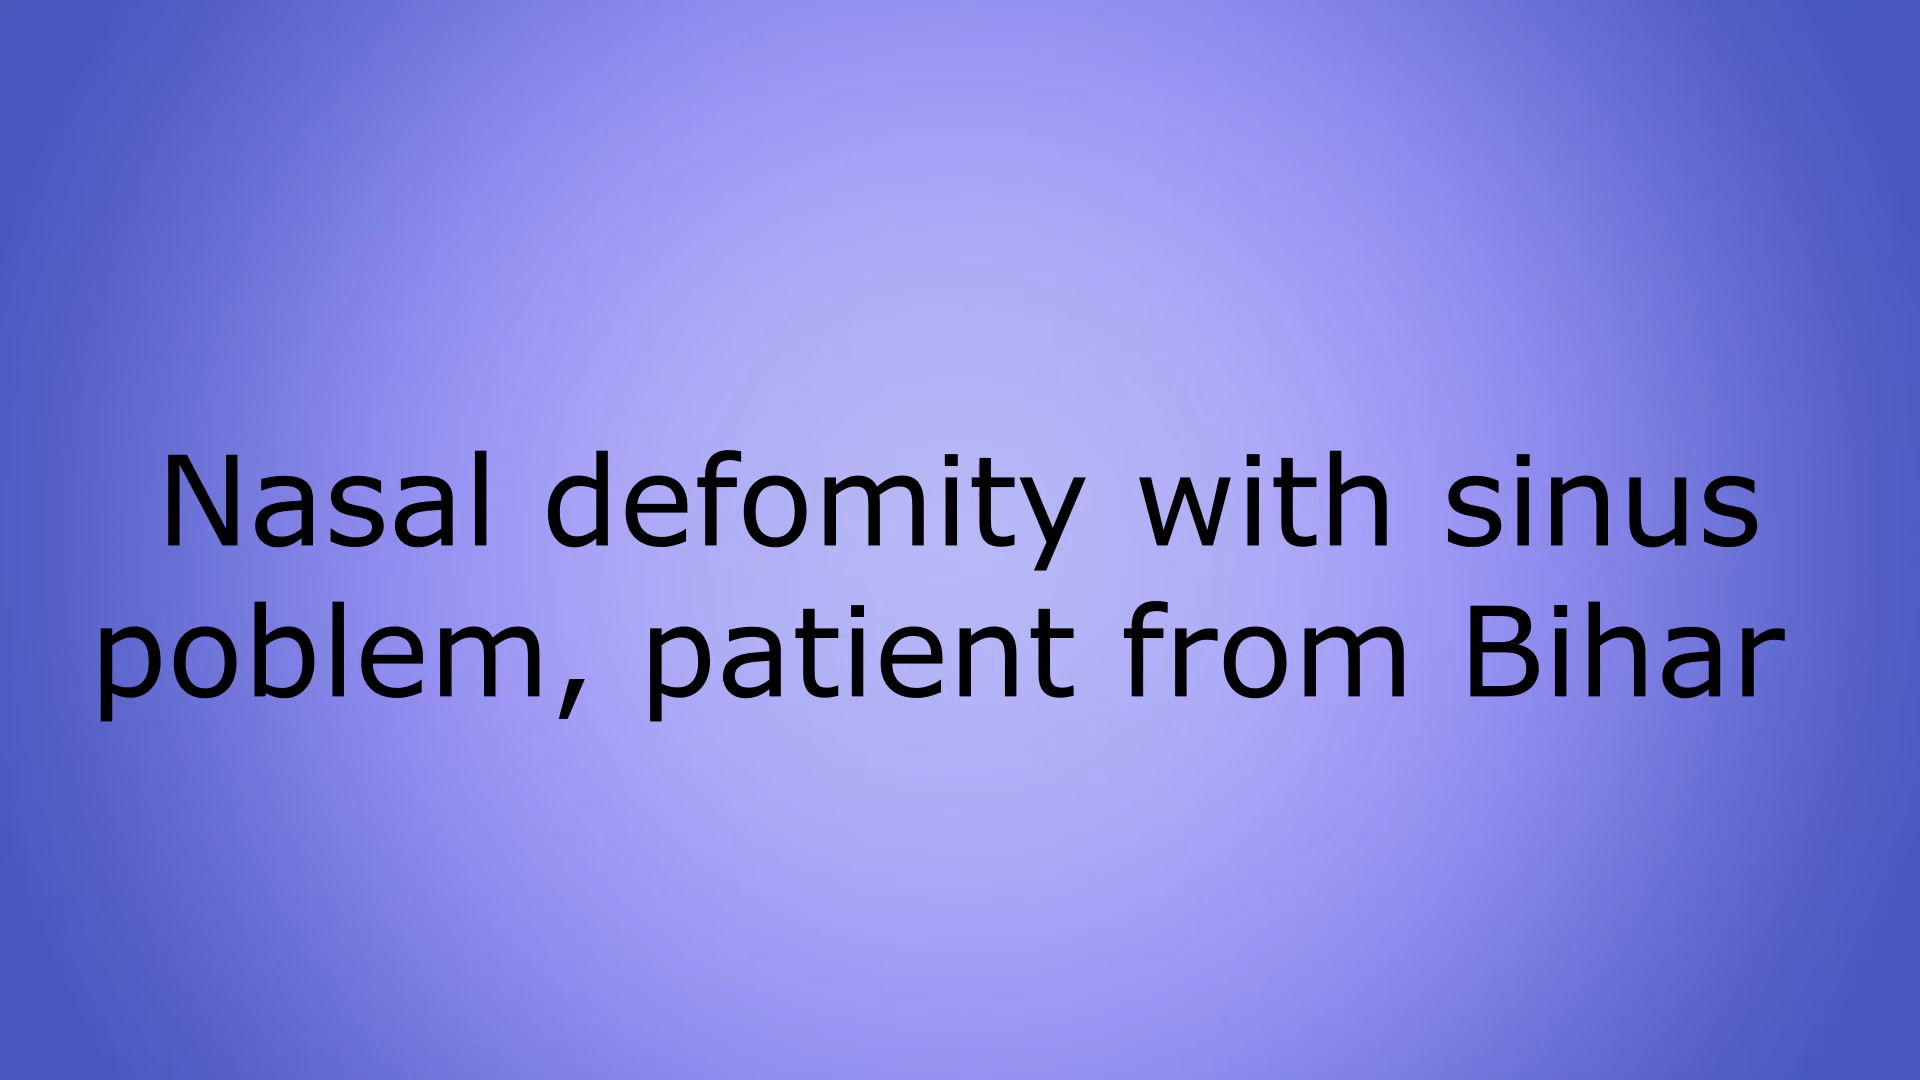 Nasal defomity with sinus
poblem, patient from Bihar